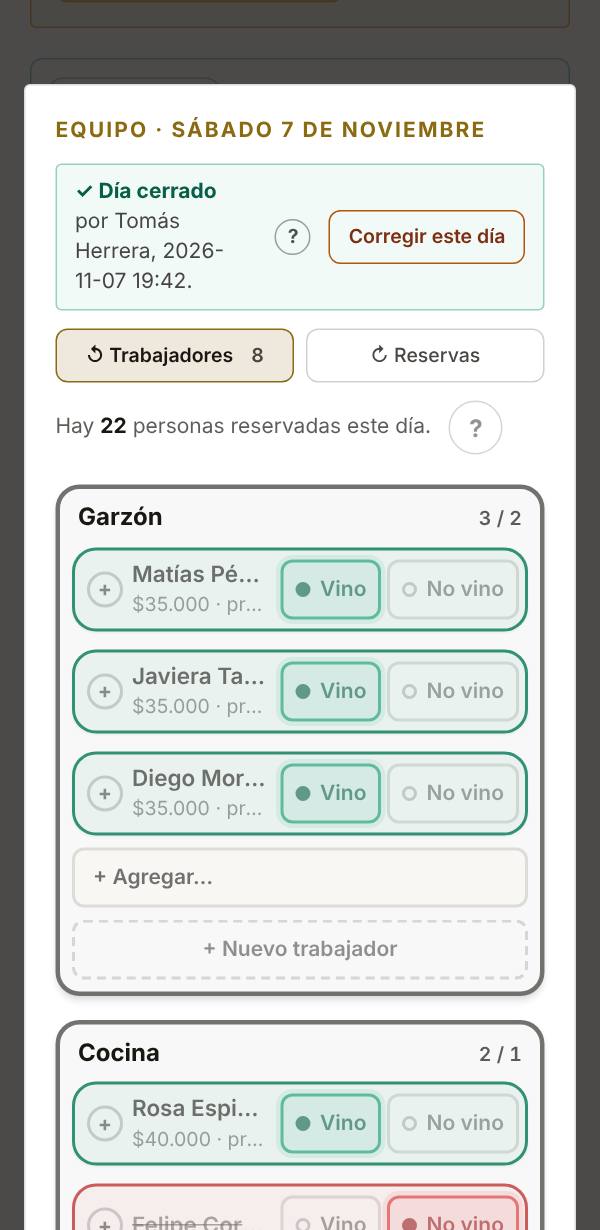 EQUIPO · SÁBADO 7 DE NOVIEMBRE
✓ Día cerrado
por Tomás
Herrera, 2026-
11-07 19:42.
?
Corregir este día
↺ Trabajadores 8
↻ Reservas
Hay 22 personas reservadas este día. ?
Garzón 3 / 2
+ Matías Pé... Vino No vino
$35.000 · pr...
+ Javiera Ta... Vino No vino
$35.000 · pr...
+ Diego Mor... Vino No vino
$35.000 · pr...
+ Agregar...
+ Nuevo trabajador
Cocina 2 / 1
+ Rosa Espi... Vino No vino
$40.000 · pr...
+ Felipe Cor Vino No vino